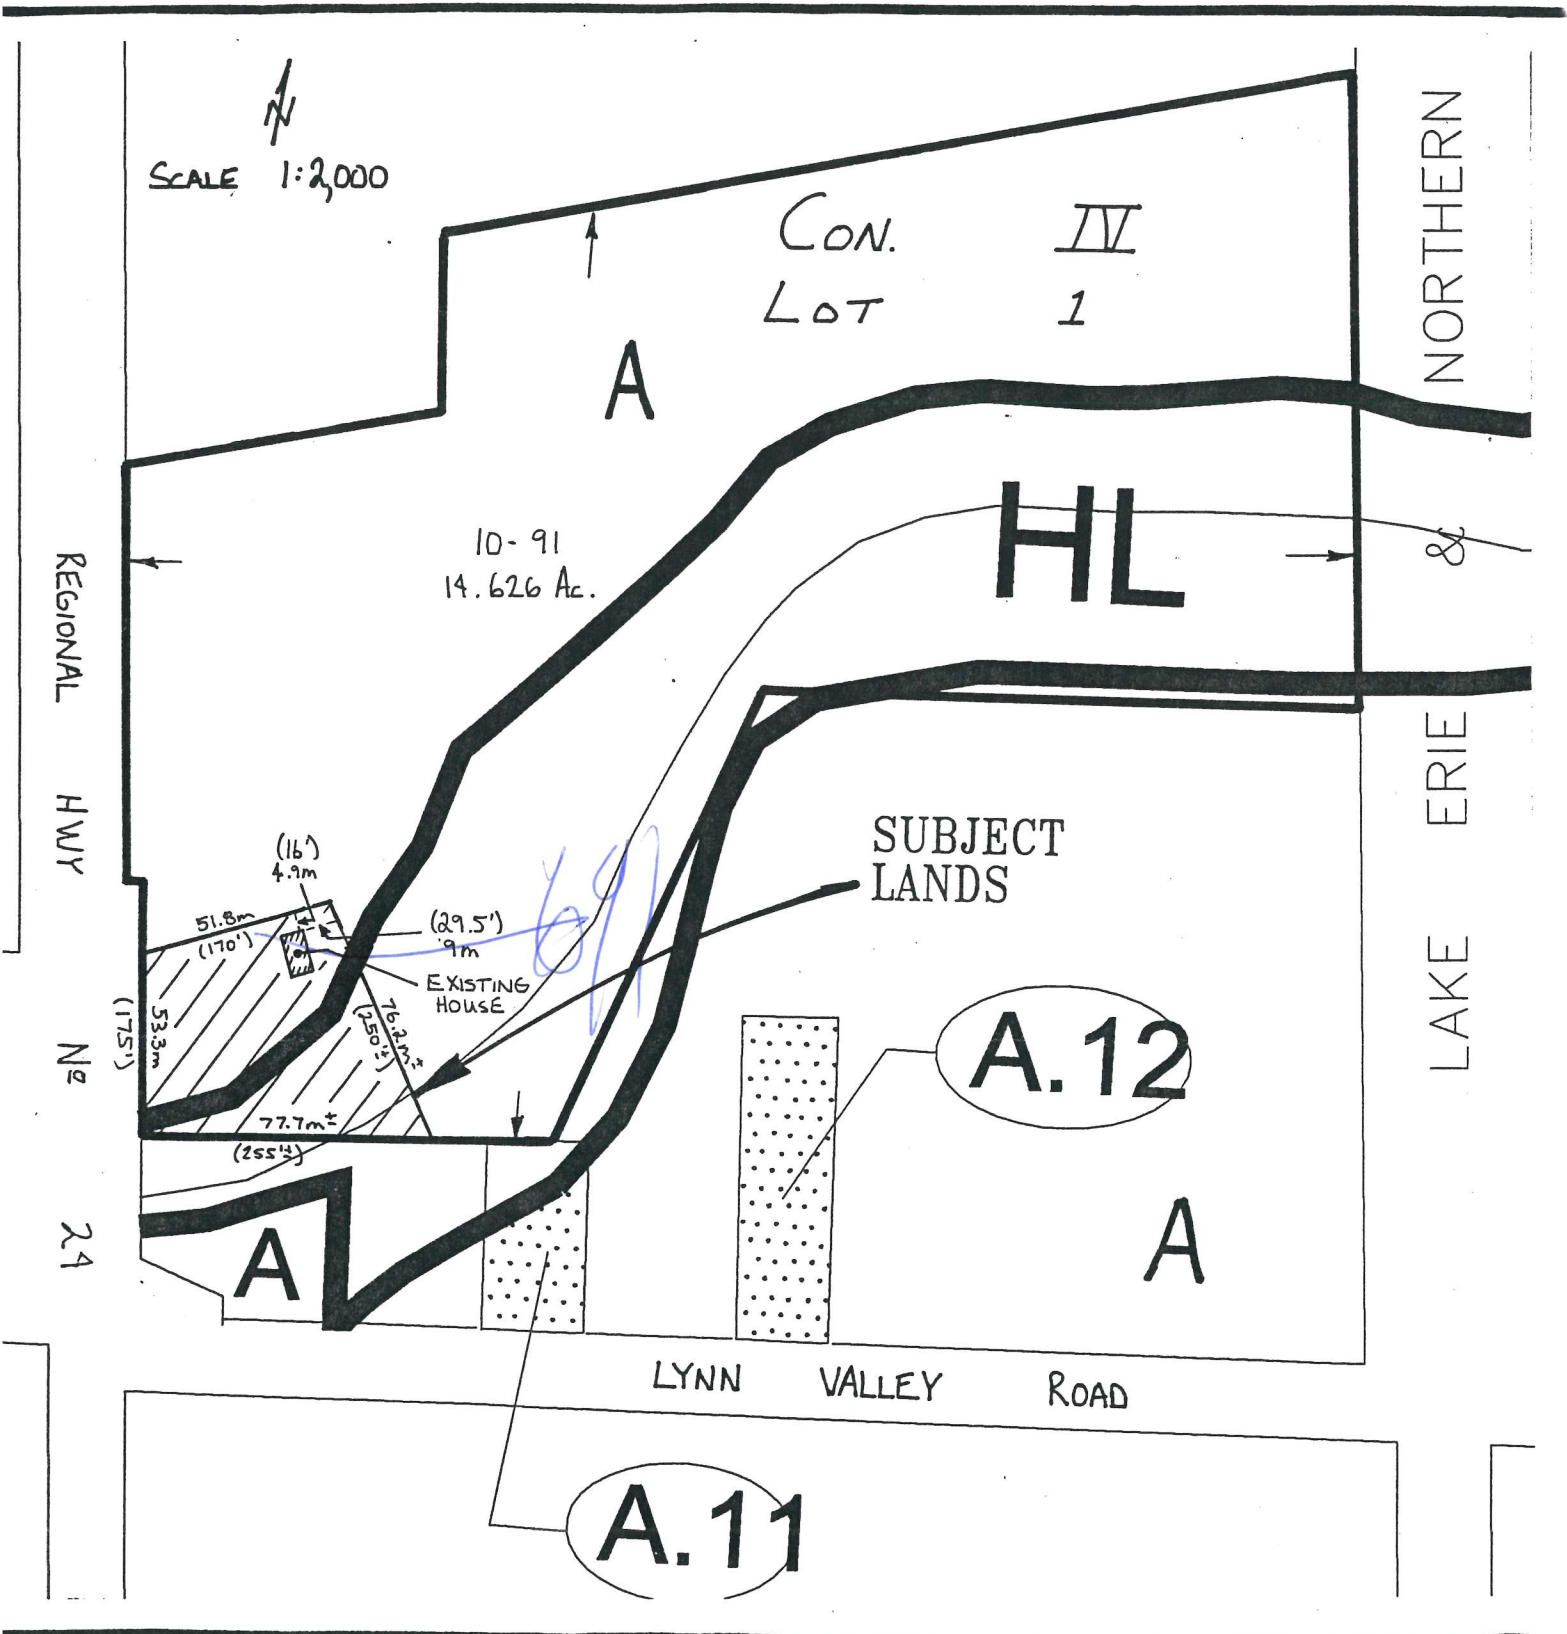 N
SCALE 1:2,000
CON. IV
LOT 1
A
NORTHERN
&
ERIE
LAKE
10-91
14.626 Ac.
HL
REGIONAL HWY Nº 24
SUBJECT
LANDS
(16')
4.9m
51.8m
(170')
(29.5')
9m
EXISTING
HOUSE
53.3m
(175')
76.2m±
(250'±)
77.7m±
(255'±)
A.12
A
A
LYNN VALLEY ROAD
A.11